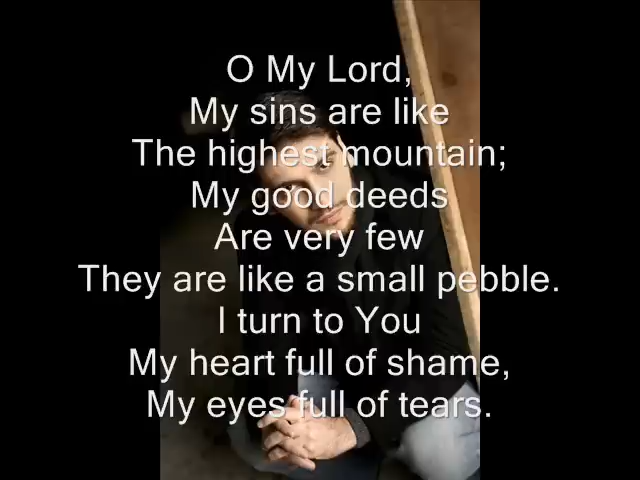 O My Lord,
My sins are like
The highest mountain;
My good deeds
Are very few
They are like a small pebble.
I turn to You
My heart full of shame,
My eyes full of tears.